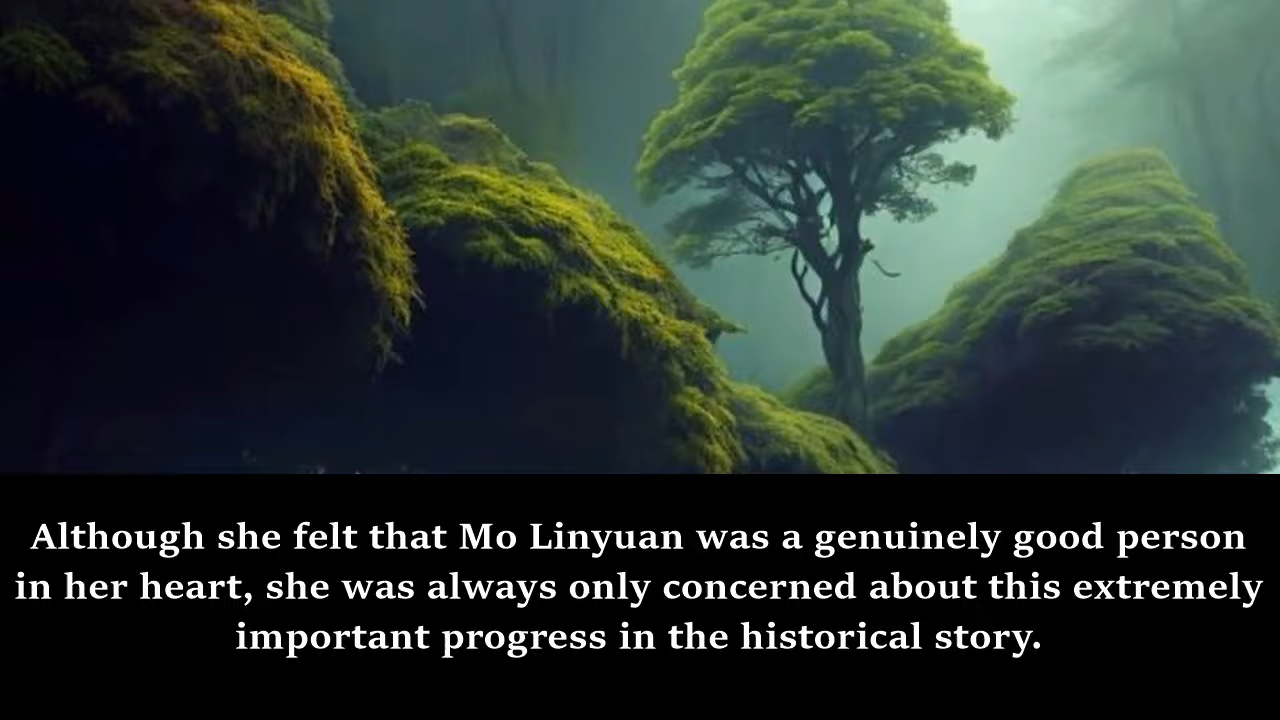 Although she felt that Mo Linyuan was a genuinely good person
in her heart, she was always only concerned about this extremely
important progress in the historical story.